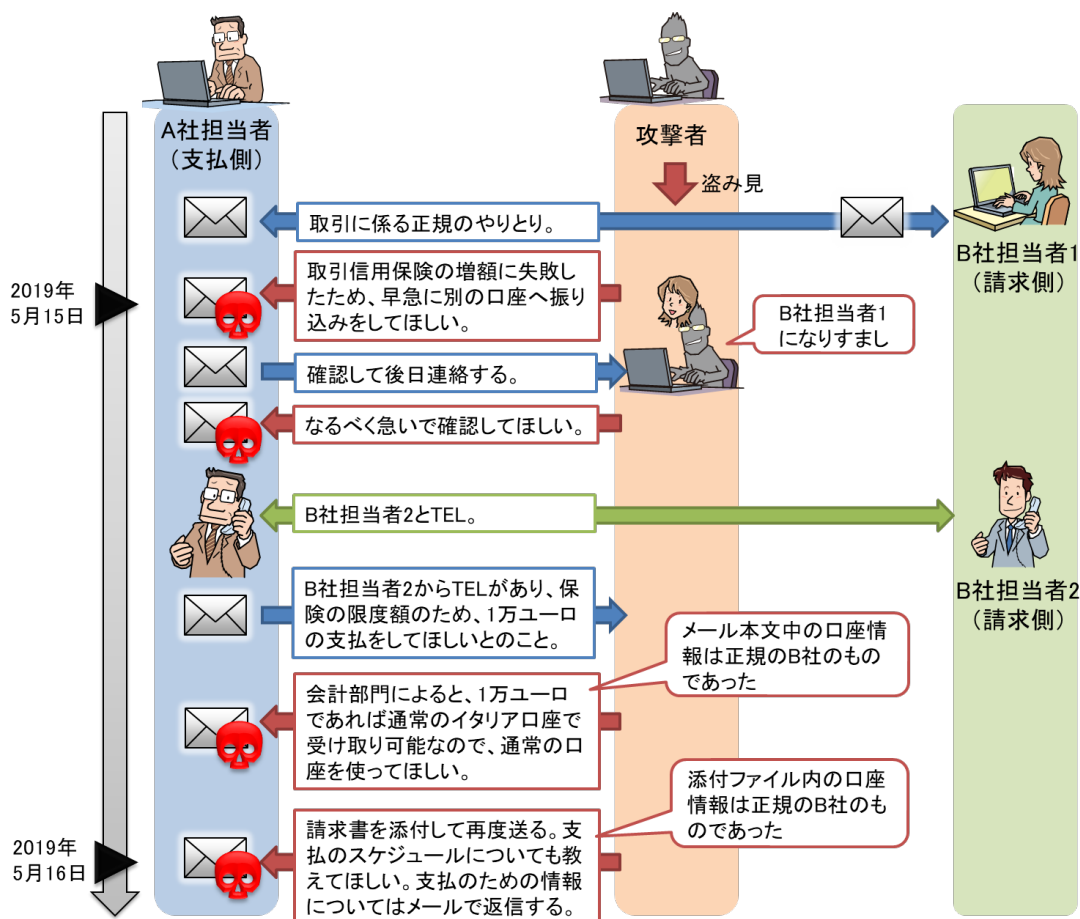 A社担当者
（支払側）
攻撃者
盗み見
取引に係る正規のやりとり。
B社担当者1
（請求側）
2019年
5月15日
取引信用保険の増額に失敗し
たため、早急に別の口座へ振り
込みをしてほしい。
B社担当者1
になりすまし
確認して後日連絡する。
なるべく急いで確認してほしい。
B社担当者2とTEL。
B社担当者2
（請求側）
B社担当者2からTELがあり、保
険の限度額のため、1万ユーロ
の支払をしてほしいとのこと。
メール本文中の口座情
報は正規のB社のもの
であった
会計部門によると、1万ユーロ
であれば通常のイタリア口座で
受け取り可能なので、通常の口
座を使ってほしい。
添付ファイル内の口座
情報は正規のB社のも
のであった
2019年
5月16日
請求書を添付して再度送る。支
払のスケジュールについても教
えてほしい。支払のための情報
についてはメールで返信する。